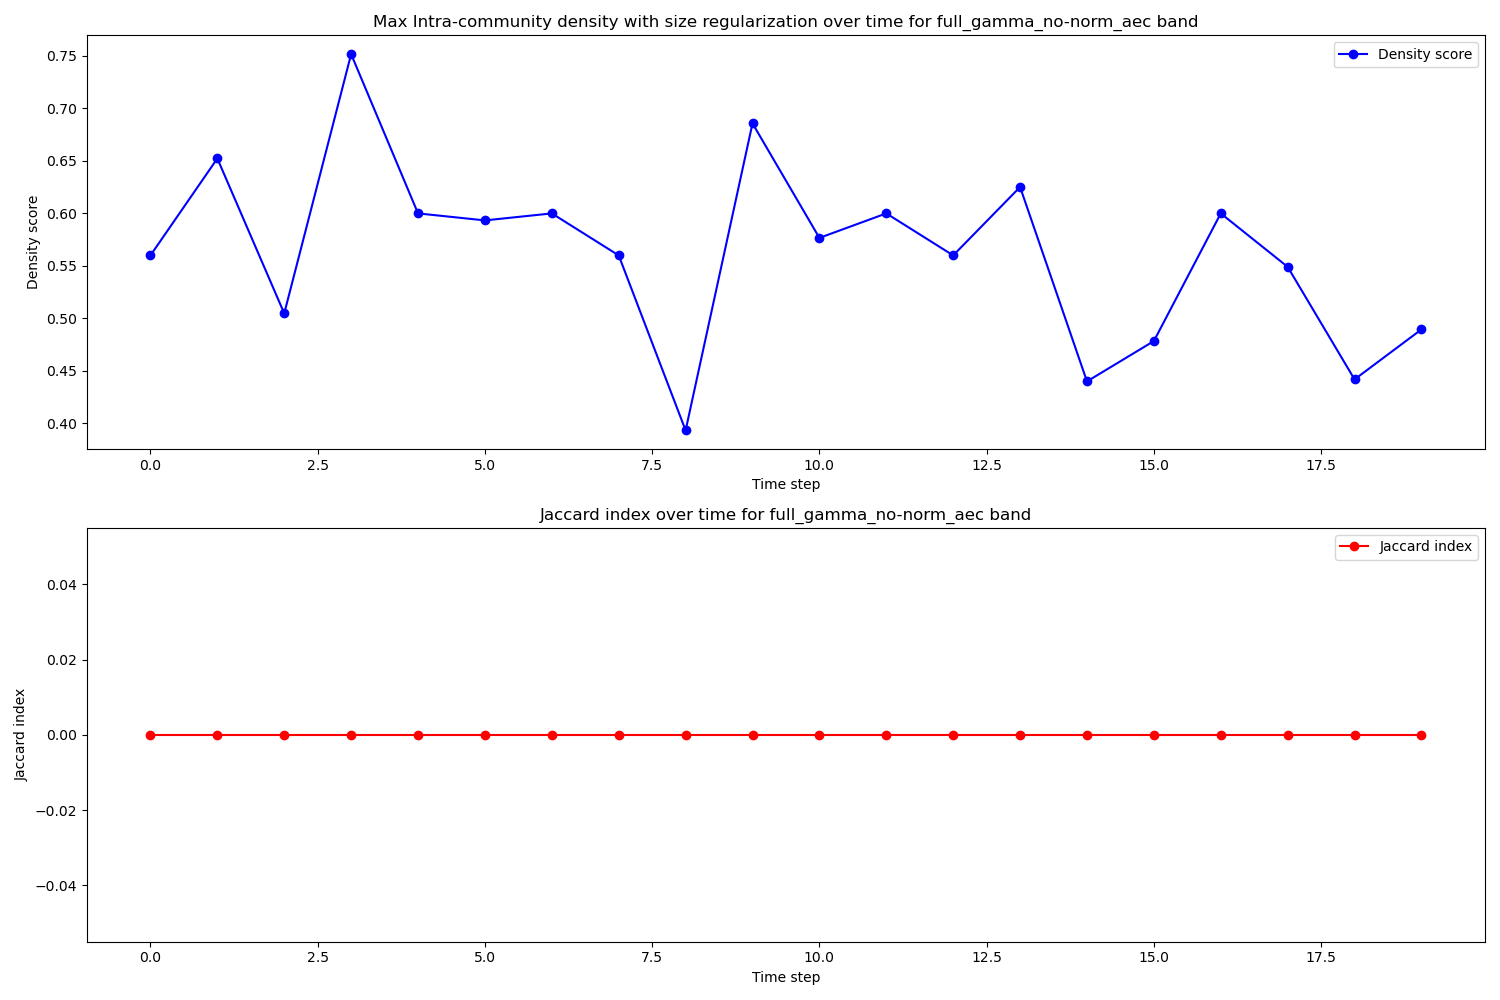 Max Intra-community density with size regularization over time for full_gamma_no-norm_aec band
Density score
0.75
0.70
0.65
0.60
0.55
0.50
0.45
0.40
Density score
0.0 2.5 5.0 7.5 10.0 12.5 15.0 17.5
Time step
Jaccard index over time for full_gamma_no-norm_aec band
Jaccard index
0.04
0.02
0.00
−0.02
−0.04
Jaccard index
0.0 2.5 5.0 7.5 10.0 12.5 15.0 17.5
Time step